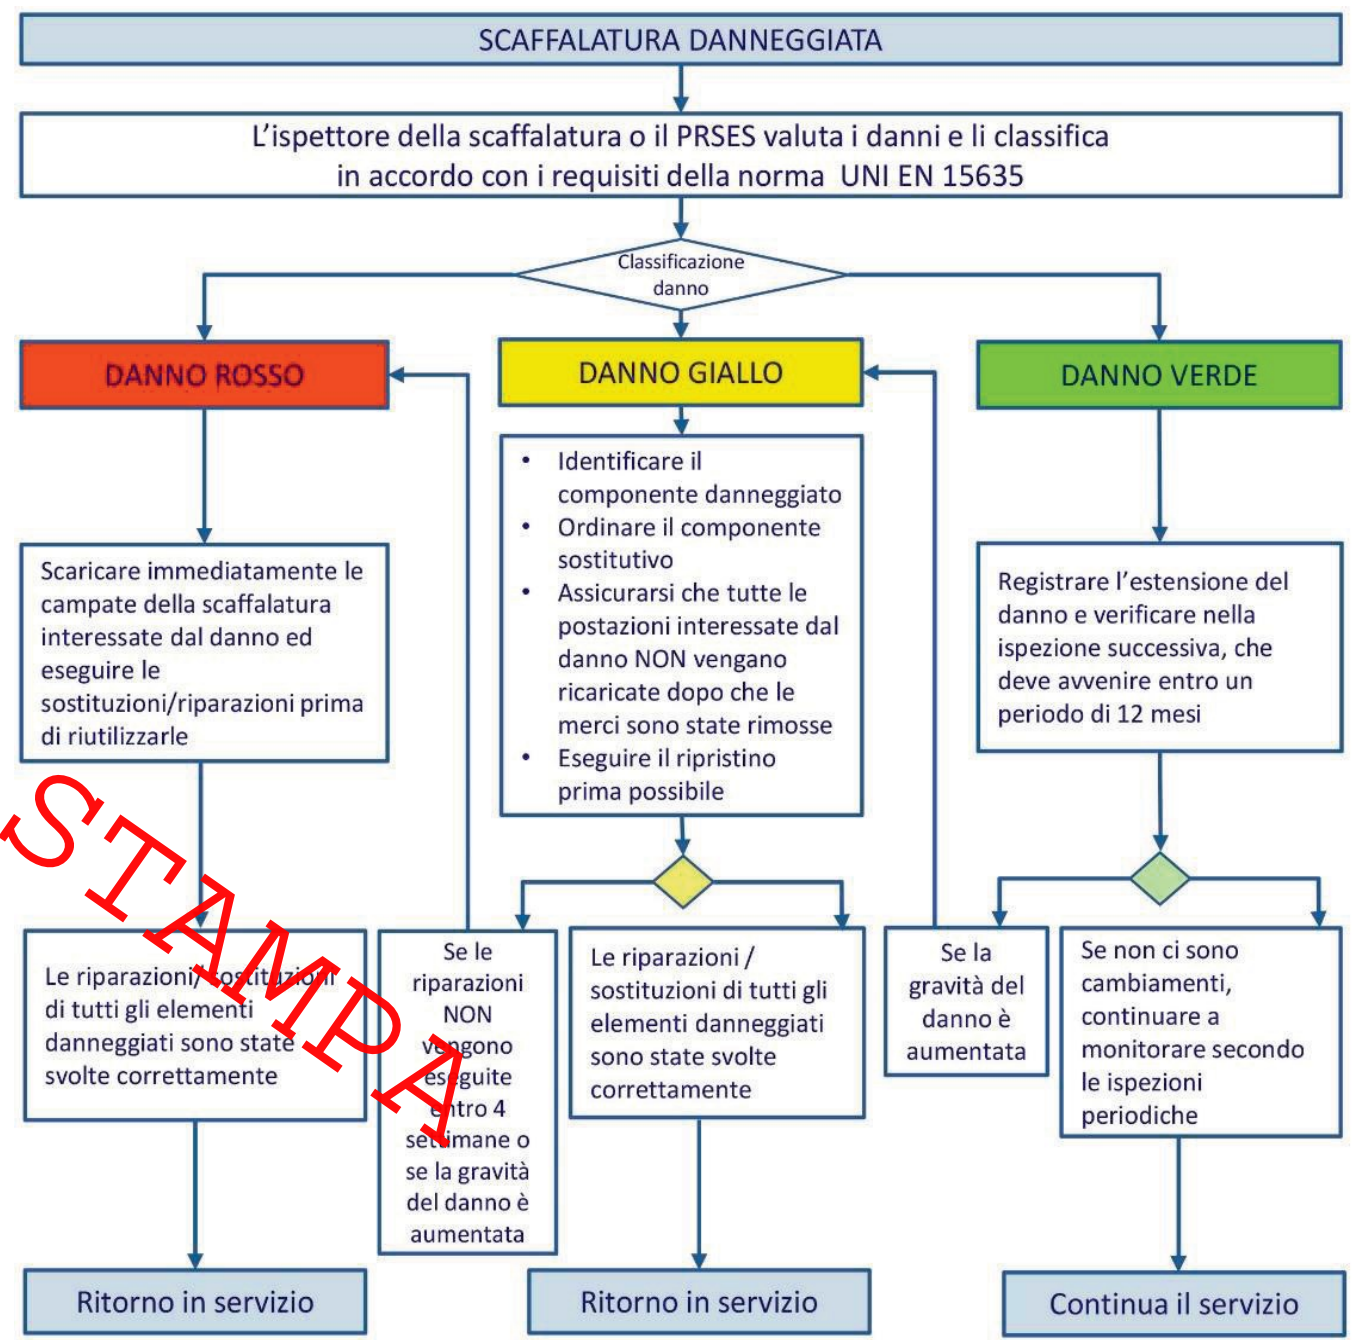 SCAFFALATURA DANNEGGIATA
L’ispettore della scaffalatura o il PRSES valuta i danni e li classifica
in accordo con i requisiti della norma UNI EN 15635
Classificazione
danno
DANNO ROSSO
DANNO GIALLO
DANNO VERDE
Scaricare immediatamente le
campate della scaffalatura
interessate dal danno ed
eseguire le
sostituzioni/riparazioni prima
di riutilizzarle
• Identificare il
componente danneggiato
• Ordinare il componente
sostitutivo
• Assicurarsi che tutte le
postazioni interessate dal
danno NON vengano
ricaricate dopo che le
merci sono state rimosse
• Eseguire il ripristino
prima possibile
Registrare l’estensione del
danno e verificare nella
ispezione successiva, che
deve avvenire entro un
periodo di 12 mesi
STAMPA
Le riparazioni/ sostituzioni
di tutti gli elementi
danneggiati sono state
svolte correttamente
Se le
riparazioni
NON
vengono
eseguite
entro 4
settimane o
se la gravità
del danno è
aumentata
Le riparazioni /
sostituzioni di tutti gli
elementi danneggiati
sono state svolte
correttamente
Se la
gravità del
danno è
aumentata
Se non ci sono
cambiamenti,
continuare a
monitorare secondo
le ispezioni
periodiche
Ritorno in servizio
Ritorno in servizio
Continua il servizio